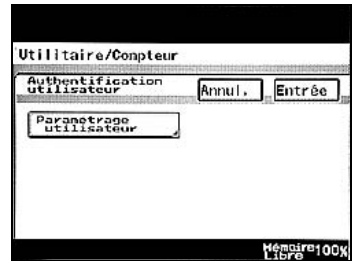 Utilitaire/Compteur
Authentification
utilisateur
Annul. Entrée
Paramétrage
utilisateur
Mémoire
Libre 100%